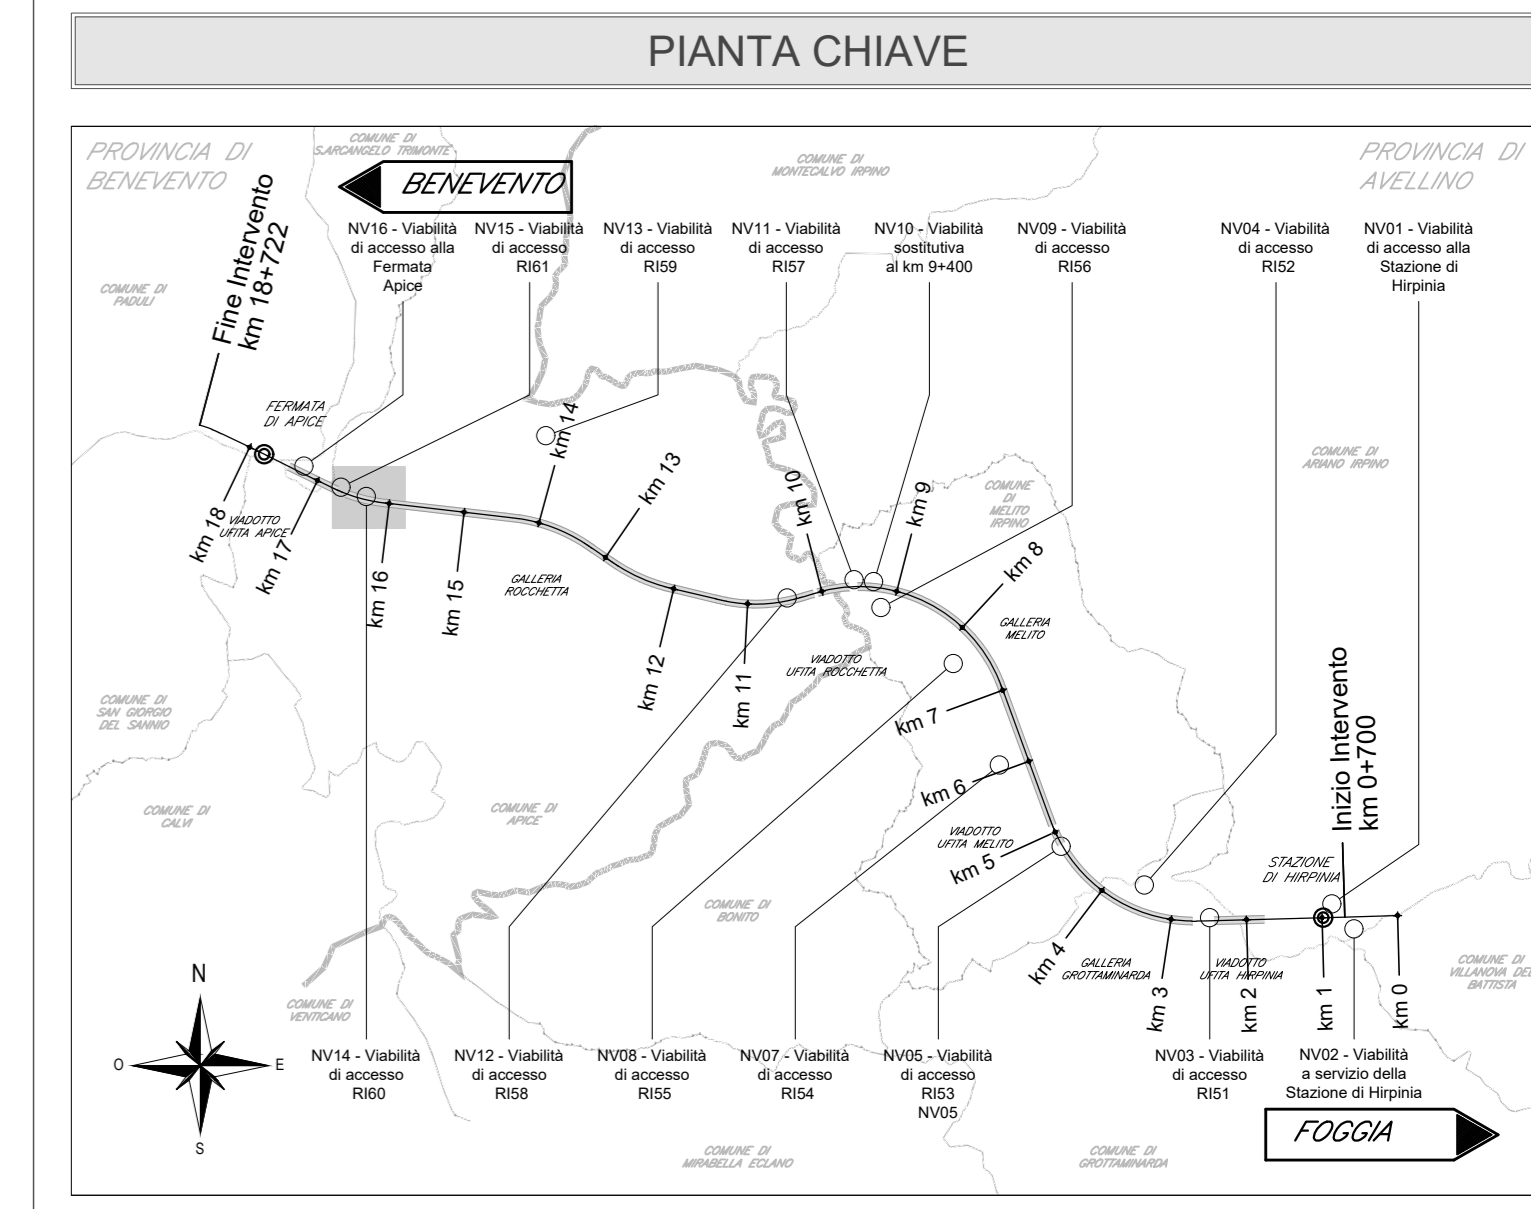 PIANTA CHIAVE
PROVINCIA DI
BENEVENTO
COMUNE DI
S.ARCANGELO TRIMONTE
BENEVENTO
COMUNE DI
MONTECALVO IRPINO
PROVINCIA DI
AVELLINO
Fine Intervento
km 18+722
NV16 - Viabilità
di accesso alla
Fermata
Apice
NV15 - Viabilità
di accesso
RI61
NV13 - Viabilità
di accesso
RI59
NV11 - Viabilità
di accesso
RI57
NV10 - Viabilità
sostitutiva
al km 9+400
NV09 - Viabilità
di accesso
RI56
NV04 - Viabilità
di accesso
RI52
NV01 - Viabilità
di accesso alla
Stazione di
Hirpinia
COMUNE DI
PADULI
FERMATA
DI APICE
COMUNE DI
ARIANO IRPINO
COMUNE
DI
MELITO
IRPINO
km 18
VIADOTTO
UFITA APICE
km 17
km 16
km 15
km 14
km 13
km 12
km 11
km 10
km 9
km 8
GALLERIA
ROCCHETTA
GALLERIA
MELITO
VIADOTTO
UFITA ROCCHETTA
km 7
km 6
COMUNE DI
SAN GIORGIO
DEL SANNIO
COMUNE DI
CALVI
COMUNE DI
APICE
VIADOTTO
UFITA MELITO
km 5
Inizio Intervento
km 0+700
STAZIONE
DI HIRPINIA
COMUNE DI
BONITO
km 4
GALLERIA
GROTTAMINARDA
km 3
VIADOTTO
UFITA HIRPINIA
km 2
km 1
km 0
COMUNE DI
VILLANOVA DEL
BATTISTA
COMUNE DI
VENTICANO
N
O
E
S
NV14 - Viabilità
di accesso
RI60
NV12 - Viabilità
di accesso
RI58
NV08 - Viabilità
di accesso
RI55
NV07 - Viabilità
di accesso
RI54
NV05 - Viabilità
di accesso
RI53
NV05
NV03 - Viabilità
di accesso
RI51
NV02 - Viabilità
a servizio della
Stazione di Hirpinia
FOGGIA
COMUNE DI
MIRABELLA ECLANO
COMUNE DI
GROTTAMINARDA